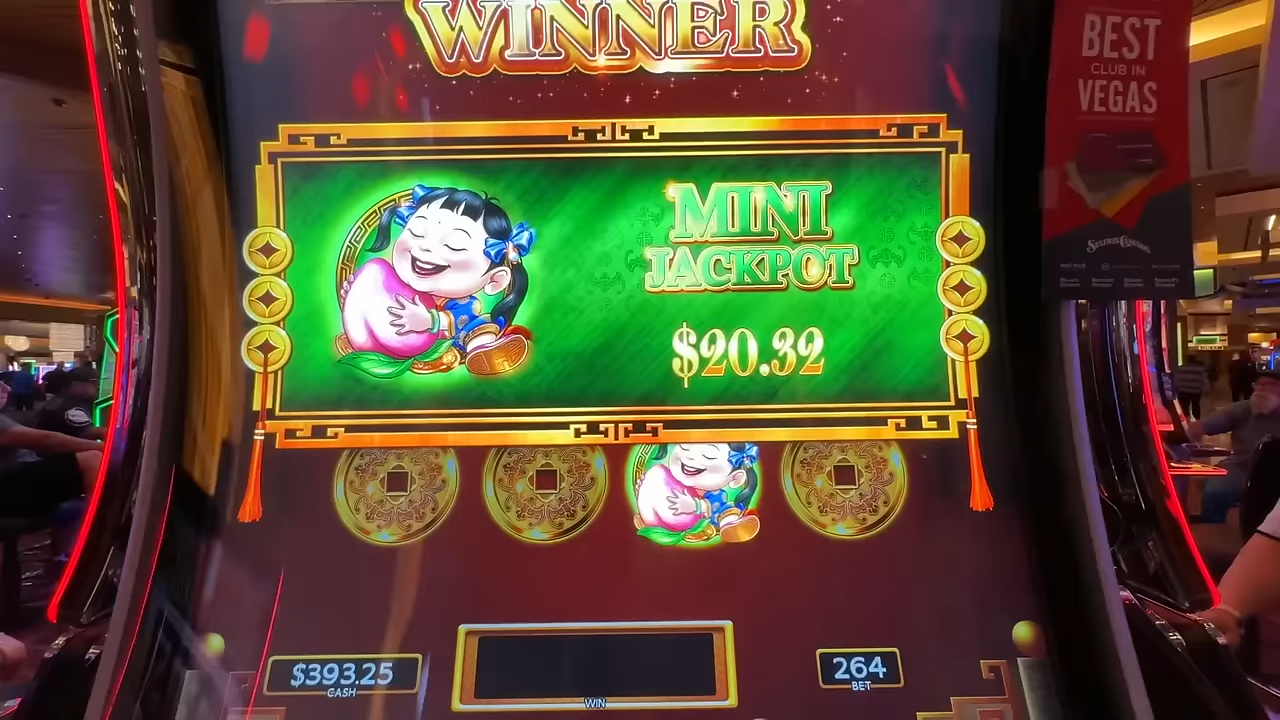 WINNER
BEST
CLUB IN
VEGAS
MINI
JACKPOT
$20.32
$393.25
CASH
WIN
264
BET